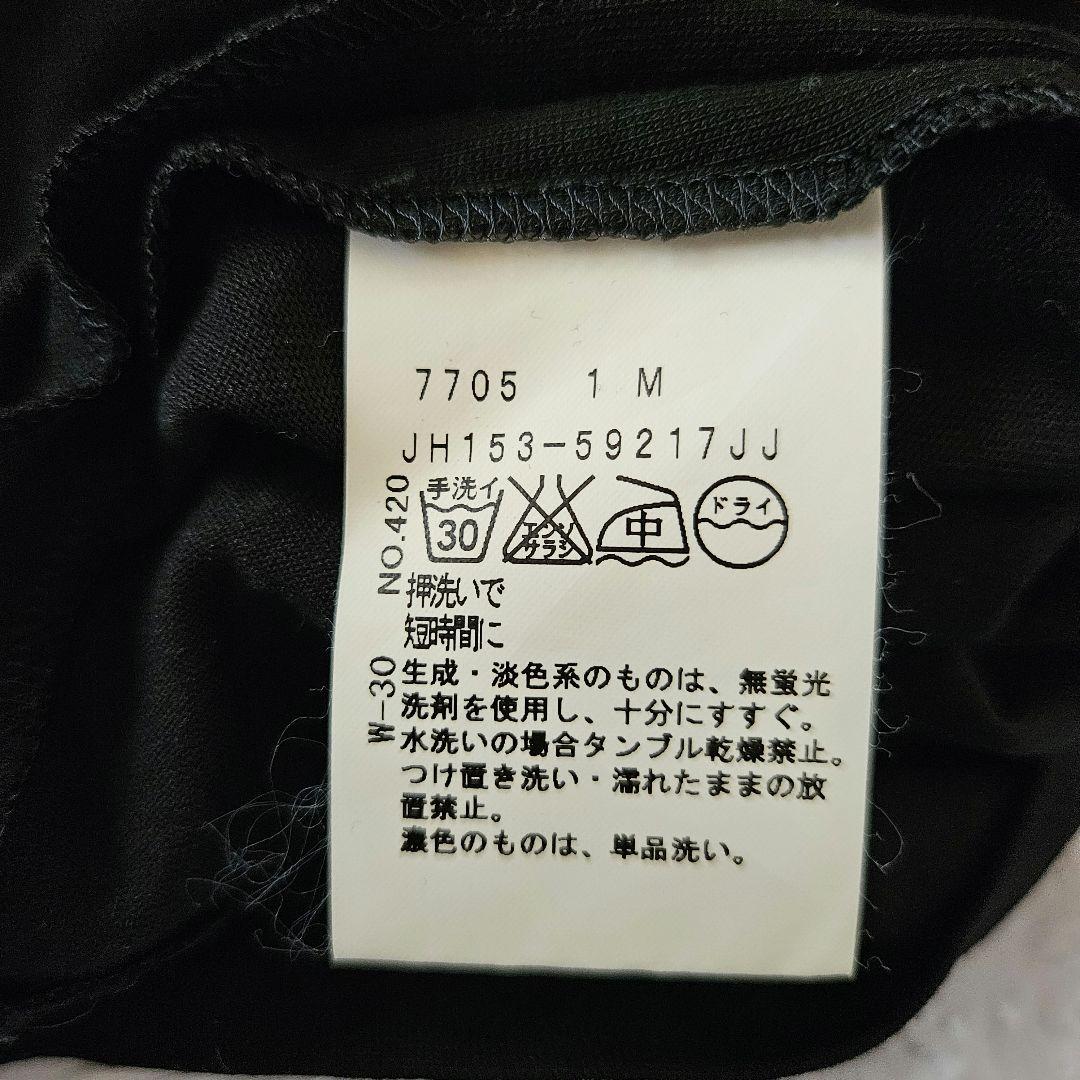 7705 1 M
JH153-59217JJ
手洗イ
30
エンソ
サラシ
中
ドライ
NO.420
押洗いで
短時間に
W-30
生成・淡色系のものは、無蛍光
洗剤を使用し、十分にすすぐ。
水洗いの場合タンブル乾燥禁止。
つけ置き洗い・濡れたままの放
置禁止。
濃色のものは、単品洗い。